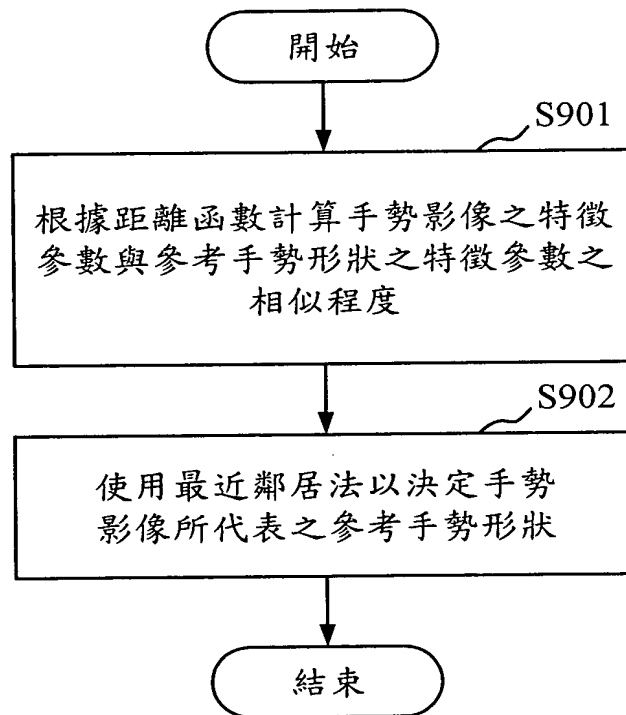 開始
S901
根據距離函數計算手勢影像之特徵
參數與參考手勢形狀之特徵參數之
相似程度
S902
使用最近鄰居法以決定手勢
影像所代表之參考手勢形狀
結束